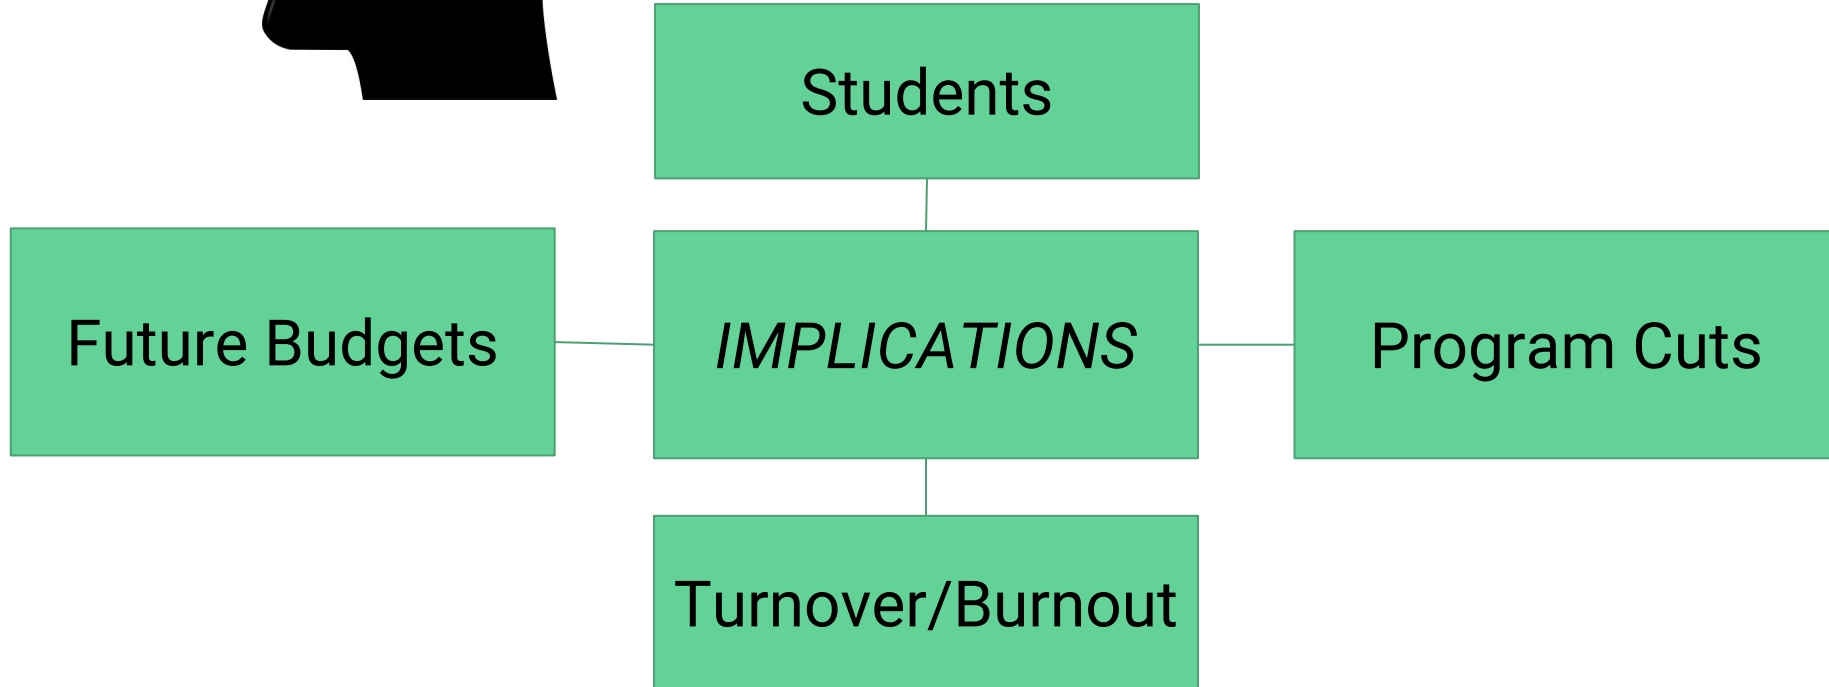 Students
Future Budgets
IMPLICATIONS
Program Cuts
Turnover/Burnout